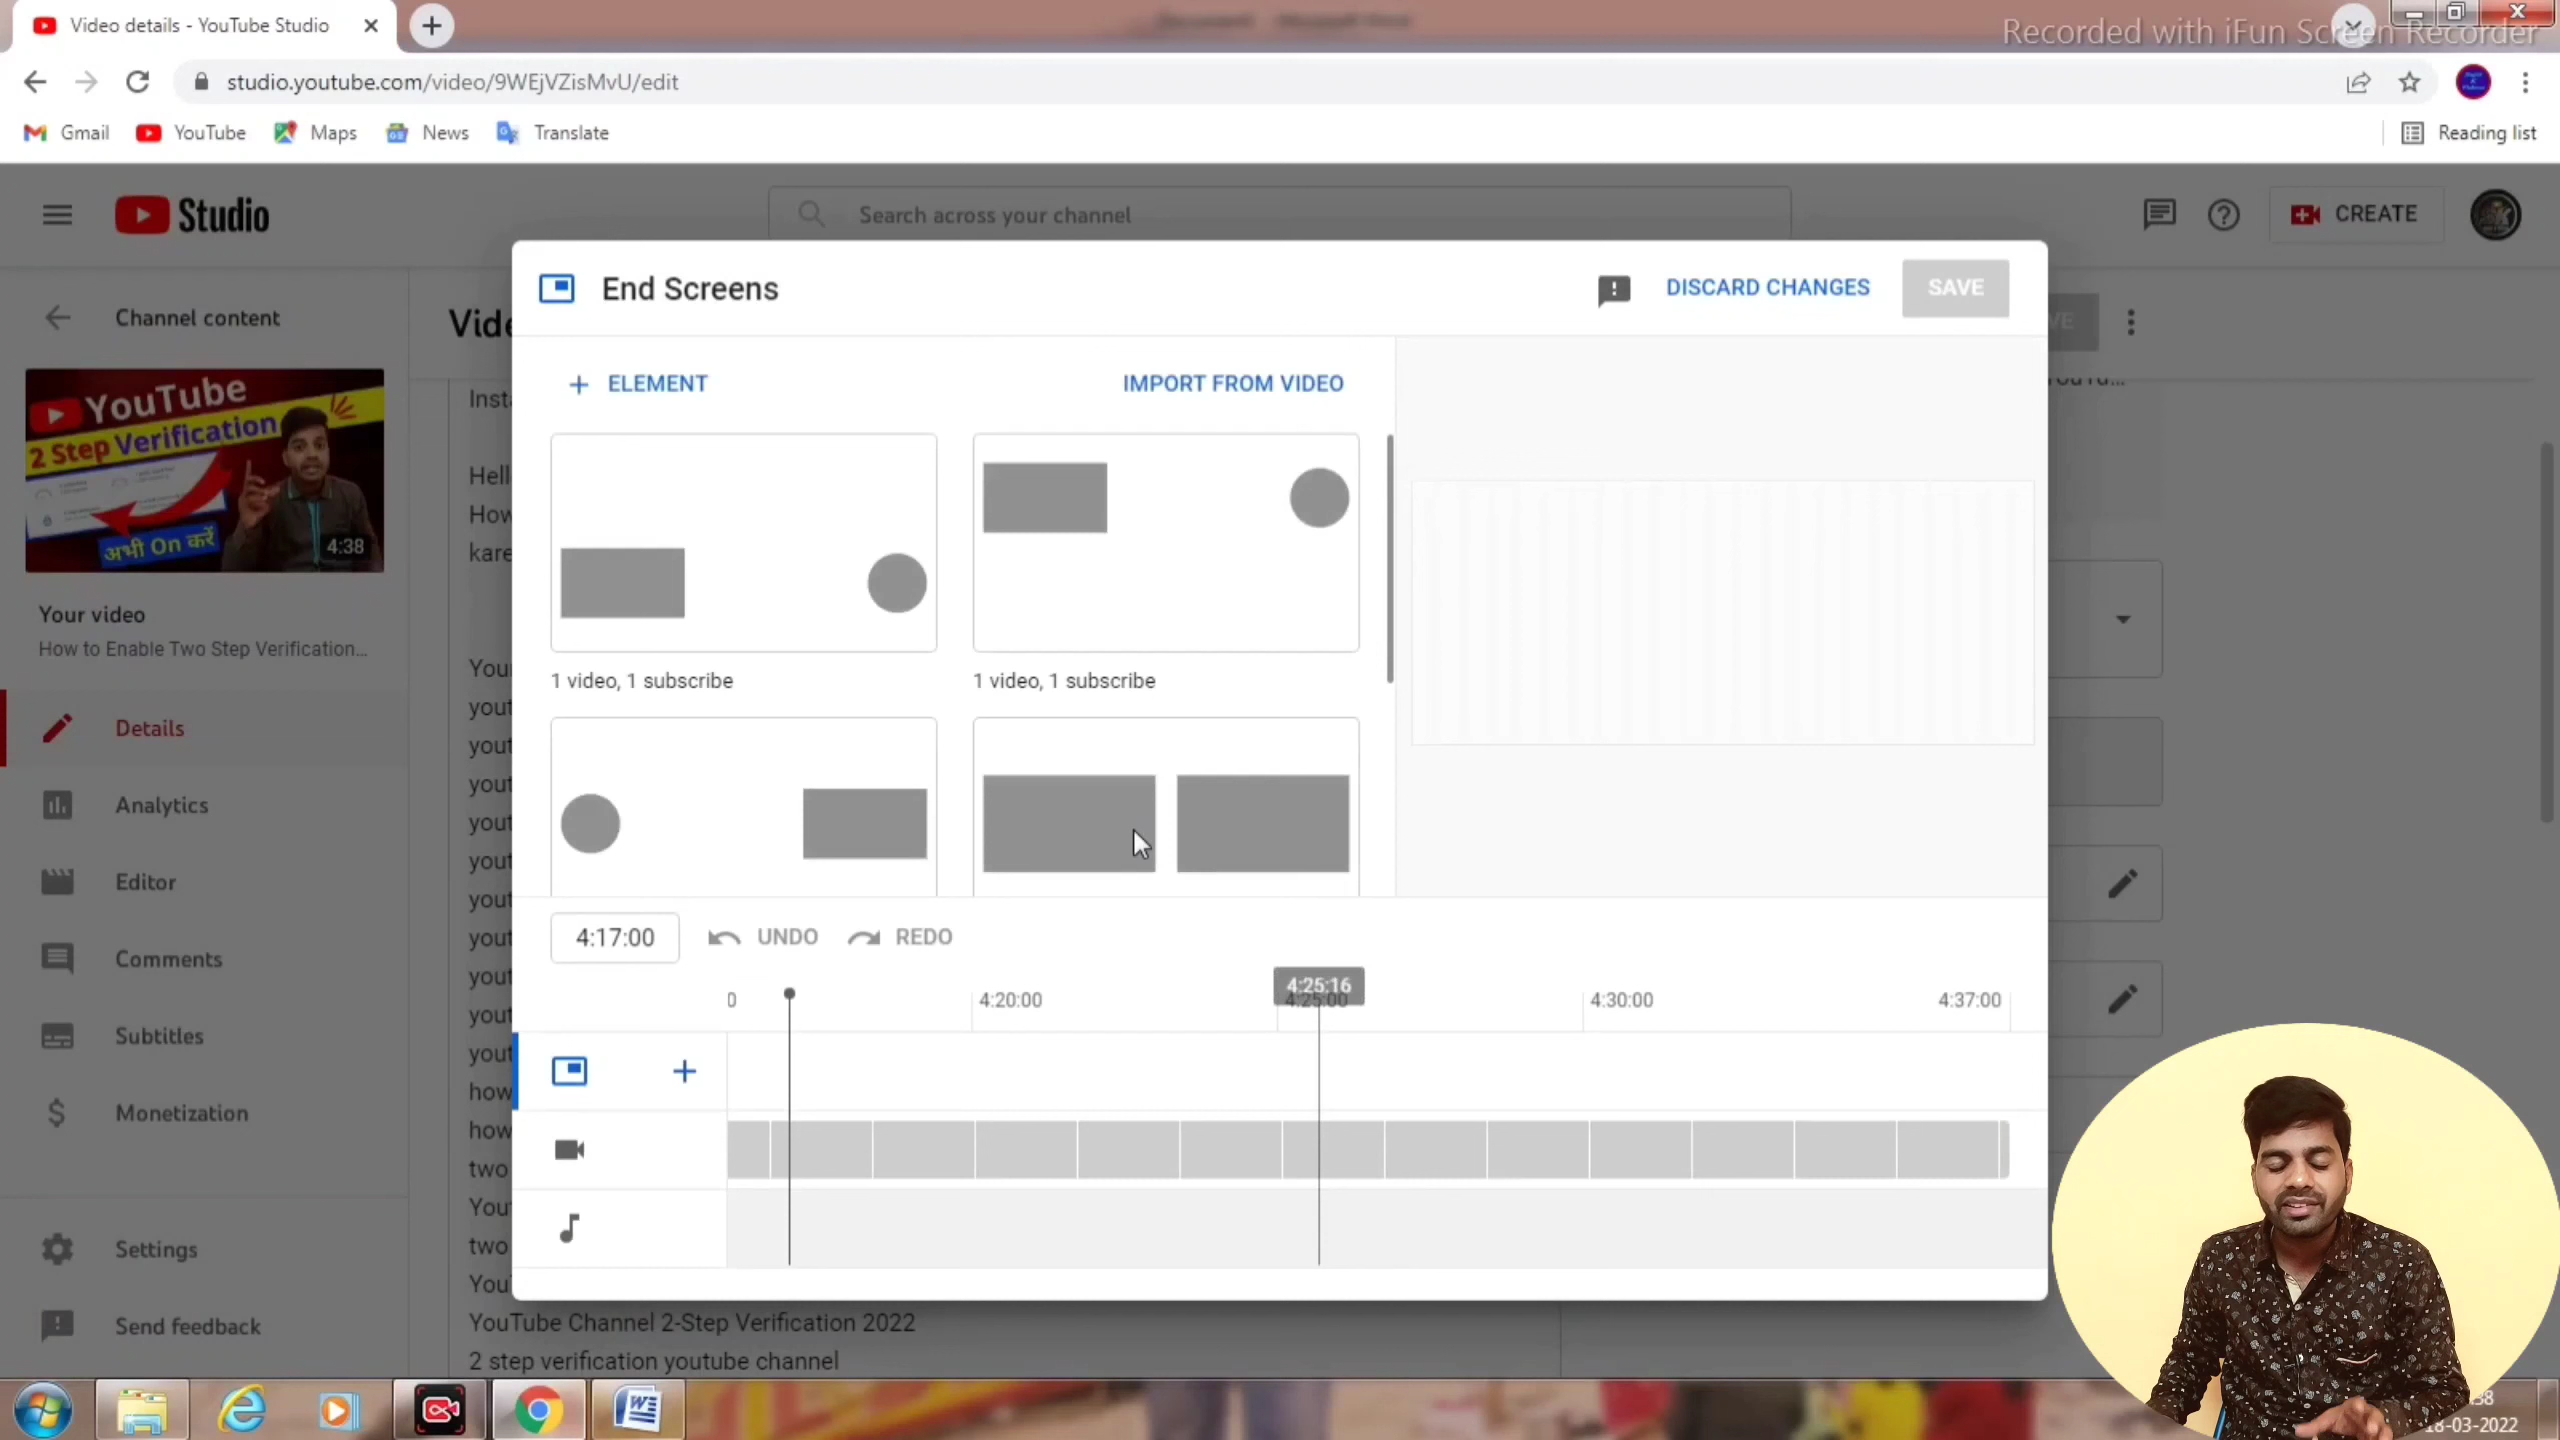 Video details - YouTube Studio
Recorded with iFun Screen Recorder
studio.youtube.com/video/9WEjVZisMvU/edit
Gmail
YouTube
Maps
News
Translate
Reading list
Studio
Search across your channel
CREATE
End Screens
DISCARD CHANGES
SAVE
Channel content
+ ELEMENT
IMPORT FROM VIDEO
YouTube
2 Step Verification
अभी On करें
4:38
Your video
How to Enable Two Step Verification...
1 video, 1 subscribe
1 video, 1 subscribe
Details
Analytics
Editor
Comments
Subtitles
Monetization
Settings
Send feedback
4:17:00
UNDO
REDO
0
4:20:00
4:25:16
4:25:00
4:30:00
4:37:00
YouTube Channel 2-Step Verification 2022
2 step verification youtube channel
18-03-2022